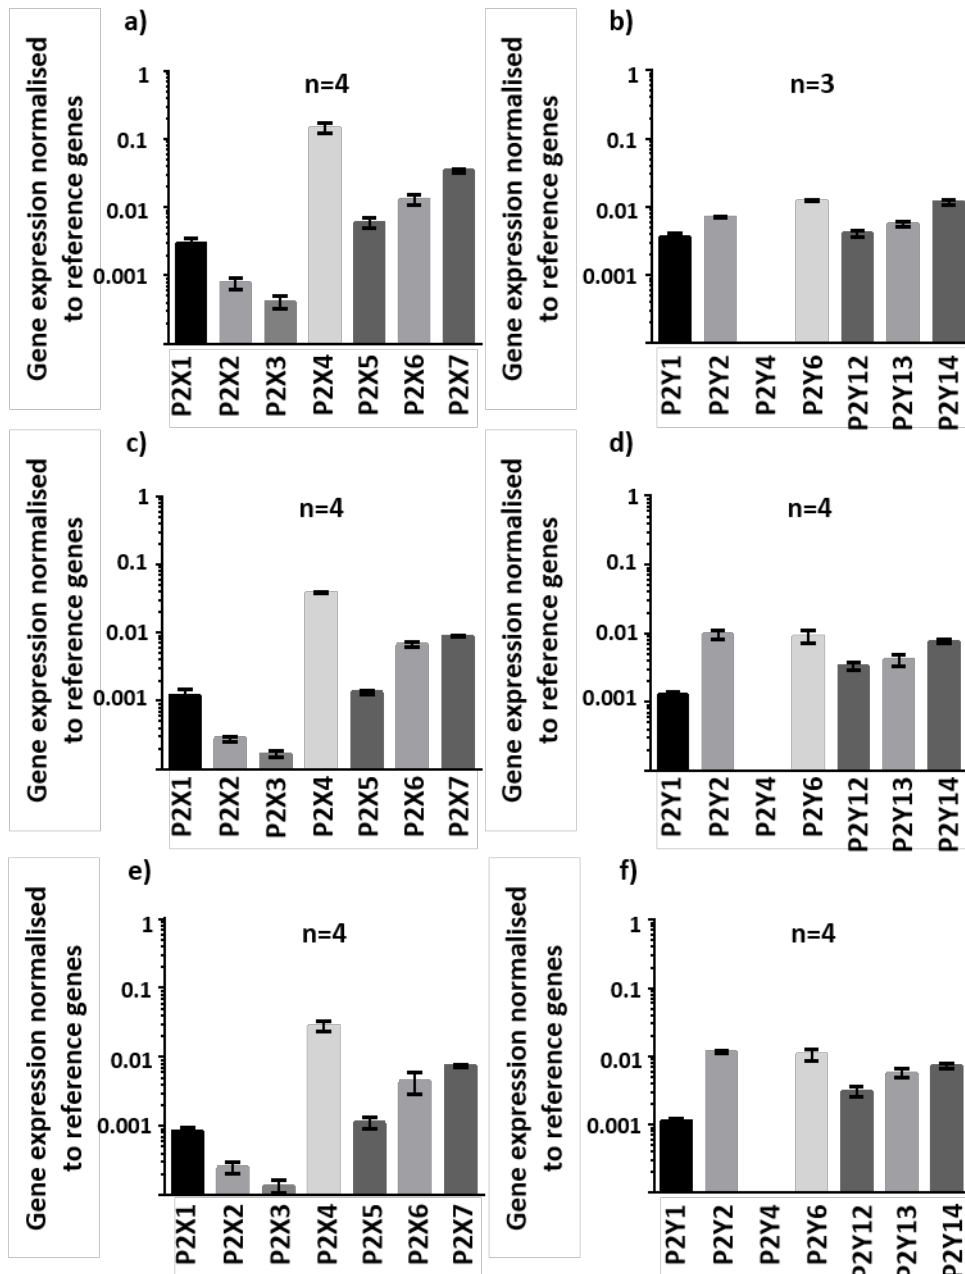 a)
Gene expression normalised
to reference genes
n=4
1
0.1
0.01
0.001
P2X1
P2X2
P2X3
P2X4
P2X5
P2X6
P2X7
b)
Gene expression normalised
to reference genes
n=3
1
0.1
0.01
0.001
P2Y1
P2Y2
P2Y4
P2Y6
P2Y12
P2Y13
P2Y14
c)
Gene expression normalised
to reference genes
n=4
1
0.1
0.01
0.001
P2X1
P2X2
P2X3
P2X4
P2X5
P2X6
P2X7
d)
Gene expression normalised
to reference genes
n=4
1
0.1
0.01
0.001
P2Y1
P2Y2
P2Y4
P2Y6
P2Y12
P2Y13
P2Y14
e)
Gene expression normalised
to reference genes
n=4
1
0.1
0.01
0.001
P2X1
P2X2
P2X3
P2X4
P2X5
P2X6
P2X7
f)
Gene expression normalised
to reference genes
n=4
1
0.1
0.01
0.001
P2Y1
P2Y2
P2Y4
P2Y6
P2Y12
P2Y13
P2Y14